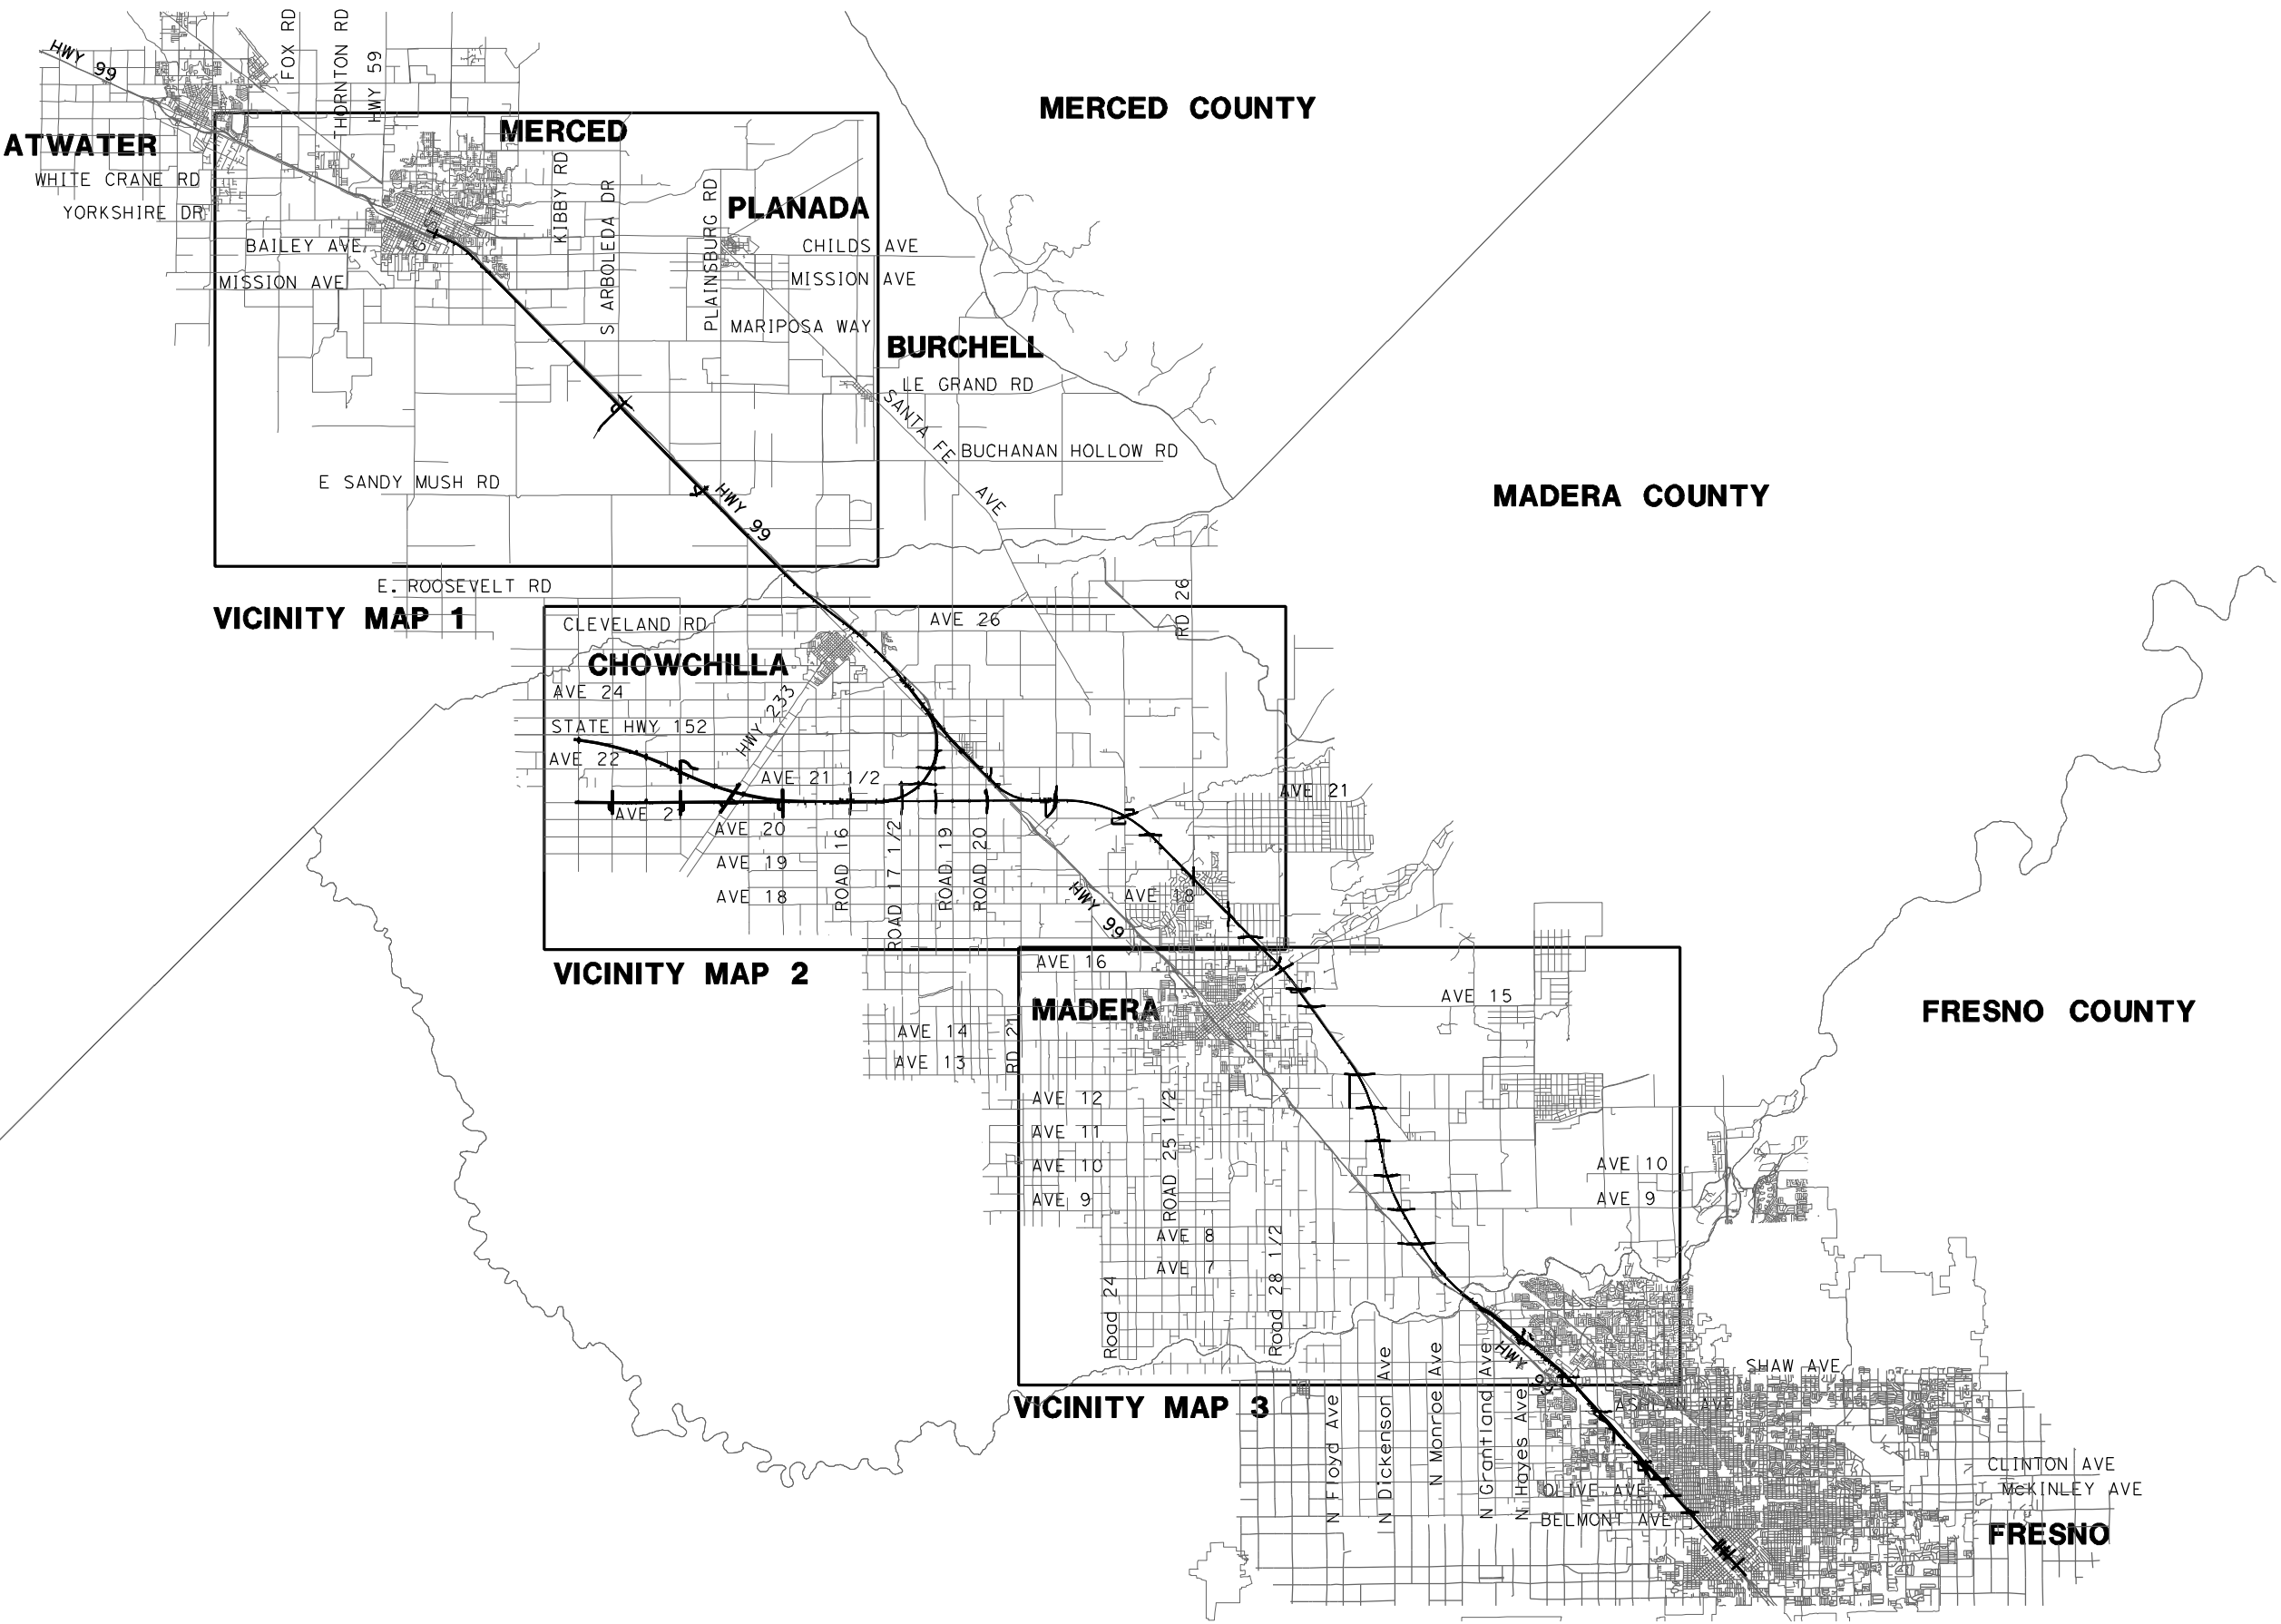 HWY 99
FOX RD
THORNTON RD
HWY 59
MERCED COUNTY
ATWATER
MERCED
WHITE CRANE RD
YORKSHIRE DR
KIBBY RD
S ARBOLEDA DR
PLAINSBURG RD
PLANADA
G ST
BAILEY AVE
CHILDS AVE
MISSION AVE
MISSION AVE
MARIPOSA WAY
BURCHELL
LE GRAND RD
SANTA FE AVE
BUCHANAN HOLLOW RD
E SANDY MUSH RD
HWY 99
MADERA COUNTY
E. ROOSEVELT RD
VICINITY MAP 1
CLEVELAND RD
AVE 26
RD 26
CHOWCHILLA
AVE 24
HWY 233
STATE HWY 152
AVE 22
AVE 21 1/2
AVE 21
AVE 2
AVE 20
AVE 19
AVE 18
ROAD 16
ROAD 17 1/2
ROAD 19
ROAD 20
HWY 99
AVE 18
VICINITY MAP 2
AVE 16
MADERA
AVE 15
FRESNO COUNTY
AVE 14
AVE 13
RD 21
AVE 12
AVE 11
AVE 10
AVE 9
ROAD 25 1/2
AVE 10
AVE 9
AVE 8
AVE 7
Road 24
Road 28 1/2
HWY 99
SHAW AVE
VICINITY MAP 3
ASHLAN AVE
N Floyd Ave
N Dickenson Ave
N Monroe Ave
N Grantland Ave
N Hayes Ave
CLINTON AVE
McKINLEY AVE
OLIVE AVE
BELMONT AVE
FRESNO